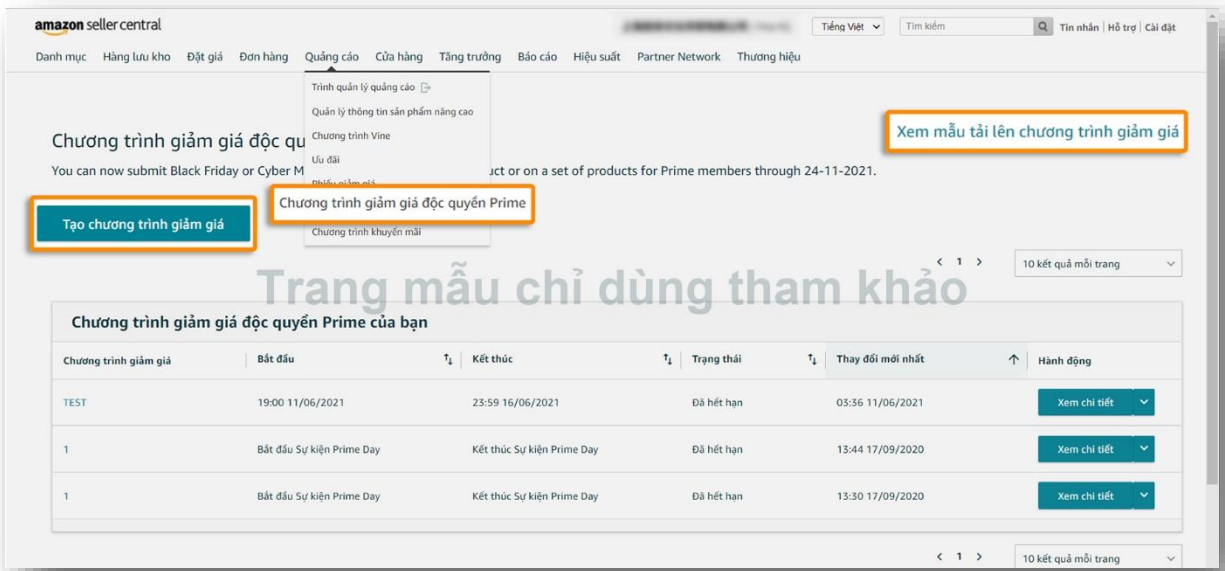 amazon seller central
Tiếng Việt
Tìm kiếm
Tin nhắn | Hỗ trợ | Cài đặt
Danh mục Hàng lưu kho Đặt giá Đơn hàng Quảng cáo Cửa hàng Tăng trưởng Báo cáo Hiệu suất Partner Network Thương hiệu
Trình quản lý quảng cáo
Quản lý thông tin sản phẩm nâng cao
Chương trình Vine
Ưu đãi
Phiếu giảm giá
Chương trình giảm giá độc quyền Prime
Chương trình khuyến mãi
Xem mẫu tải lên chương trình giảm giá
Chương trình giảm giá độc qu
You can now submit Black Friday or Cyber M uct or on a set of products for Prime members through 24-11-2021.
Tạo chương trình giảm giá
1
10 kết quả mỗi trang
Trang mẫu chỉ dùng tham khảo
Chương trình giảm giá độc quyền Prime của bạn
Chương trình giảm giá Bắt đầu Kết thúc Trạng thái Thay đổi mới nhất Hành động
TEST 19:00 11/06/2021 23:59 16/06/2021 Đã hết hạn 03:36 11/06/2021 Xem chi tiết
1 Bắt đầu Sự kiện Prime Day Kết thúc Sự kiện Prime Day Đã hết hạn 13:44 17/09/2020 Xem chi tiết
1 Bắt đầu Sự kiện Prime Day Kết thúc Sự kiện Prime Day Đã hết hạn 13:30 17/09/2020 Xem chi tiết
1
10 kết quả mỗi trang